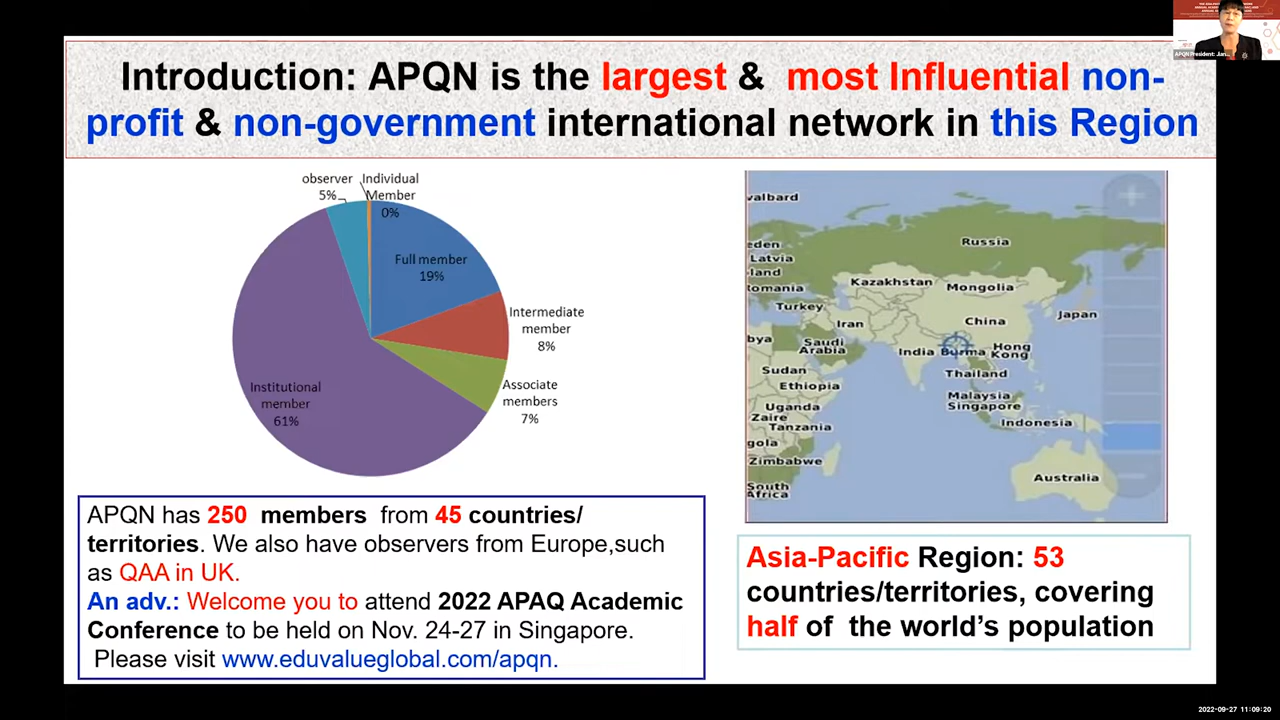 Introduction: APQN is the largest & most Influential non-
profit & non-government international network in this Region
observer
5%
Individual
Member
0%
Full member
19%
Intermediate
member
8%
Associate
members
7%
Institutional
member
61%
valbard
Russia
eden
Latvia
land
omania
Kazakhstan
Mongolia
Turkey
Japan
China
Iran
bya
Saudi
Arabia
India
Burma
Hong
Kong
Sudan
Thailand
Ethiopia
Malaysia
Singapore
Uganda
Zaire
Tanzania
Indonesia
gola
Zimbabwe
Australia
South
Africa
APQN has 250 members from 45 countries/
territories. We also have observers from Europe,such
as QAA in UK.
An adv.: Welcome you to attend 2022 APAQ Academic
Conference to be held on Nov. 24-27 in Singapore.
Please visit www.eduvalueglobal.com/apqn.
Asia-Pacific Region: 53
countries/territories, covering
half of the world's population
APQN President: Jan...
2022-09-27 11:09:20